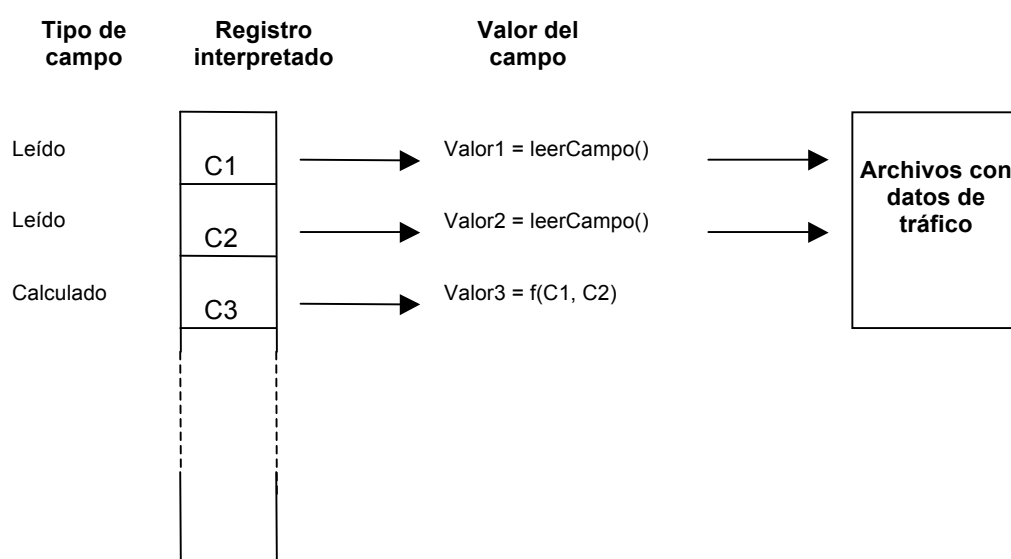 Tipo de
campo
Registro
interpretado
Valor del
campo
Leído
C1
Valor1 = leerCampo()
Archivos con
datos de
tráfico
Leído
C2
Valor2 = leerCampo()
Calculado
C3
Valor3 = f(C1, C2)